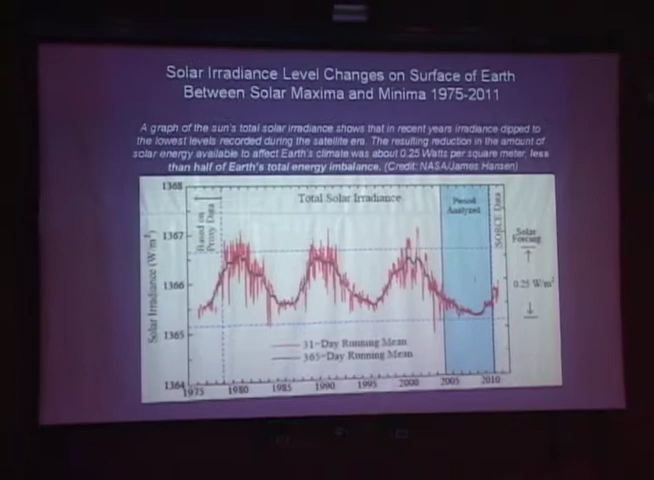 Solar Irradiance Level Changes on Surface of Earth
Between Solar Maxima and Minima 1975-2011
A graph of the sun's total solar irradiance shows that in recent years irradiance dipped to
the lowest levels recorded during the satellite era. The resulting reduction in the amount of
solar energy available to affect Earth's climate was about 0.25 Watts per square meter, less
than half of Earth's total energy imbalance. (Credit: NASA/James Hansen)
1368
1367
1366
1365
1364
Solar Irradiance (W/m²)
Based on
Proxy Data
Total Solar Irradiance
Period
Analyzed
SORCE Data
Solar
Forcing
0.25 W/m²
31-Day Running Mean
365-Day Running Mean
1975
1980
1985
1990
1995
2000
2005
2010